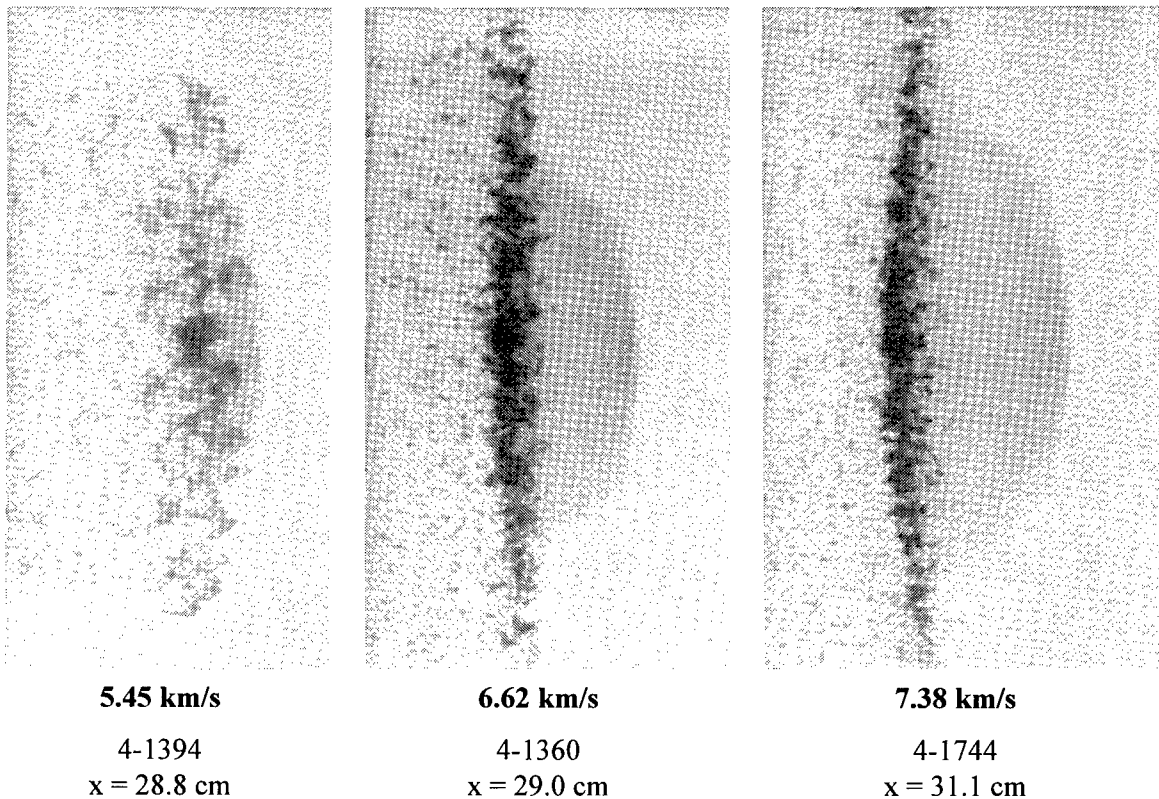 5.45 km/s
4-1394
x = 28.8 cm
6.62 km/s
4-1360
x = 29.0 cm
7.38 km/s
4-1744
x = 31.1 cm